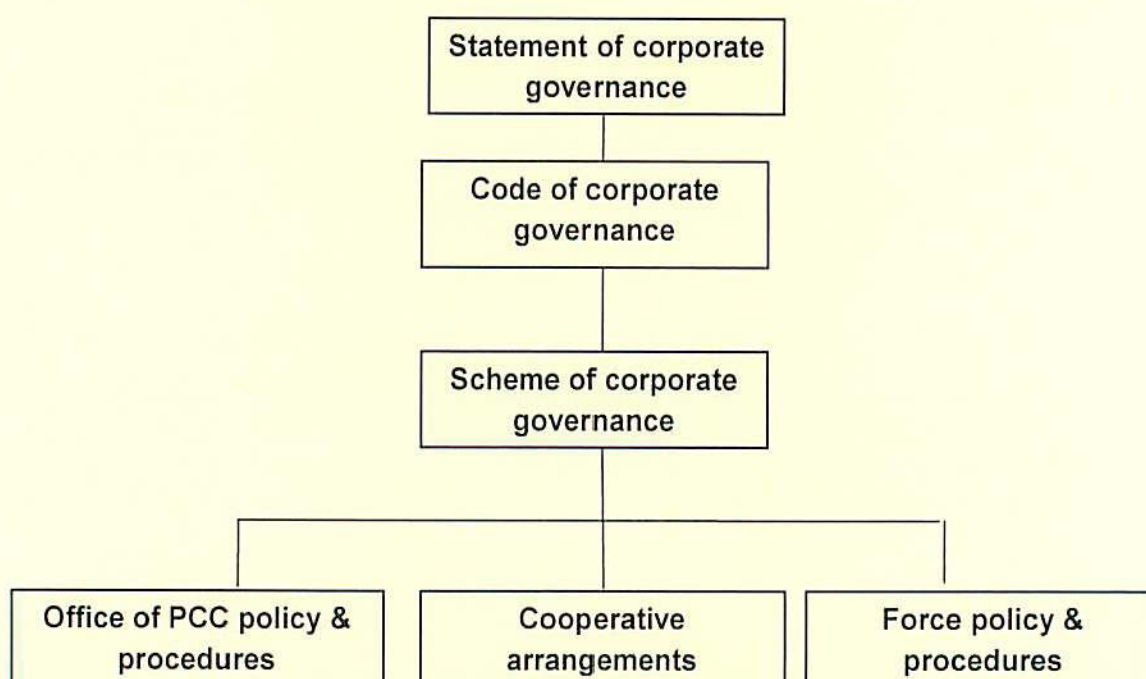 Statement of corporate
governance
Code of corporate
governance
Scheme of corporate
governance
Office of PCC policy &
procedures
Cooperative
arrangements
Force policy &
procedures